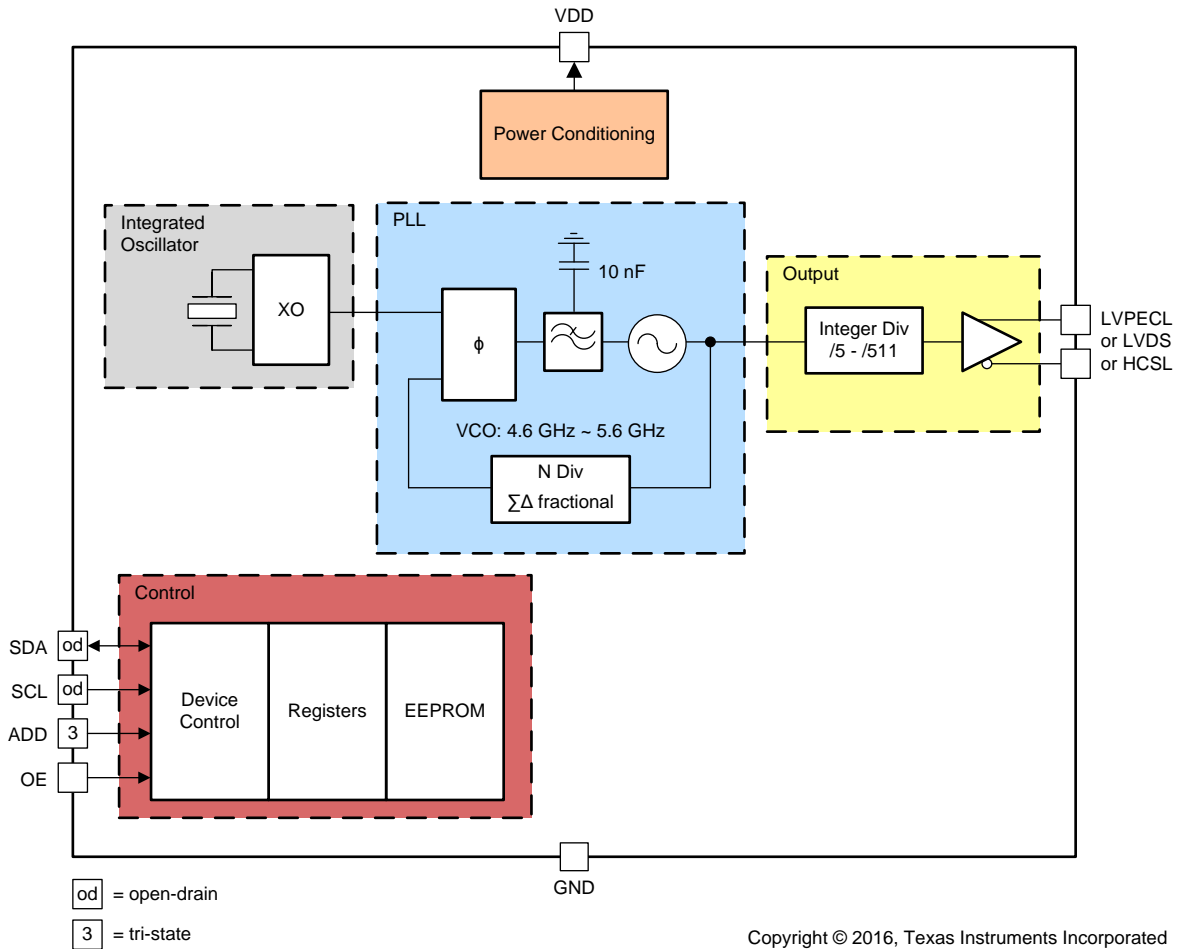 VDD
Power Conditioning
Integrated
Oscillator
XO
PLL
10 nF
ϕ
VCO: 4.6 GHz ~ 5.6 GHz
N Div
∑Δ fractional
Output
Integer Div
/5 - /511
LVPECL
or LVDS
or HCSL
Control
SDA
od
SCL
od
ADD
3
OE
Device
Control
Registers
EEPROM
GND
od = open-drain
3 = tri-state
Copyright © 2016, Texas Instruments Incorporated